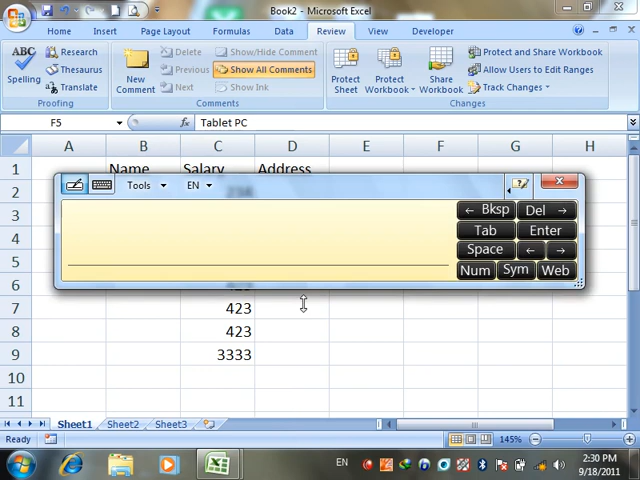 Book2 - Microsoft Excel
Home Insert Page Layout Formulas Data Review View Developer
ABC
Spelling
Research
Thesaurus
Translate
Proofing
New
Comment
Delete
Previous
Next
Show/Hide Comment
Show All Comments
Show Ink
Comments
Protect
Sheet
Protect
Workbook
Share
Workbook
Protect and Share Workbook
Allow Users to Edit Ranges
Track Changes
Changes
F5 fx Tablet PC
A B C D E F G H
1 Name Salary Address
2
Tools EN
← Bksp Del →
Tab Enter
Space ← →
Num Sym Web
3
4
5
6
7 423
8 423
9 3333
10
11
Sheet1 Sheet2 Sheet3
Ready 145%
EN 2:30 PM
9/18/2011